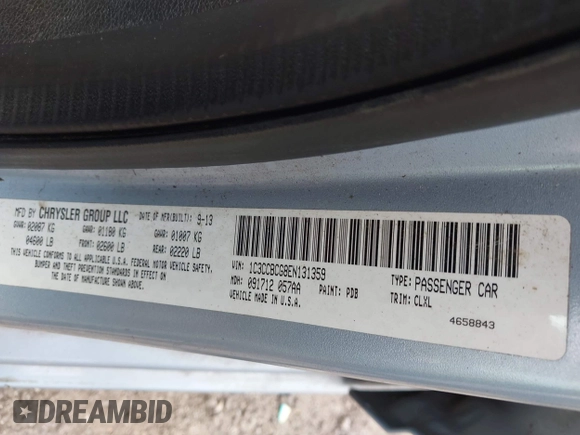 MFD BY CHRYSLER GROUP LLC DATE OF MFR(BUILT): 9-13
GVWR: 02087 KG GAWR: 01180 KG GAWR: 01007 KG
04600 LB FRONT: 02600 LB REAR: 02220 LB
THIS VEHICLE CONFORMS TO ALL APPLICABLE U.S.A. FEDERAL MOTOR VEHICLE SAFETY,
BUMPER AND THEFT PREVENTION STANDARDS IN EFFECT ON
THE DATE OF MANUFACTURE SHOWN ABOVE.
VIN: 1C3CCBCG8EN131359
MDH: 091712 057AA PAINT: PDB
VEHICLE MADE IN U.S.A.
TYPE: PASSENGER CAR
TRIM: CLXL
4658843
DREAMBID